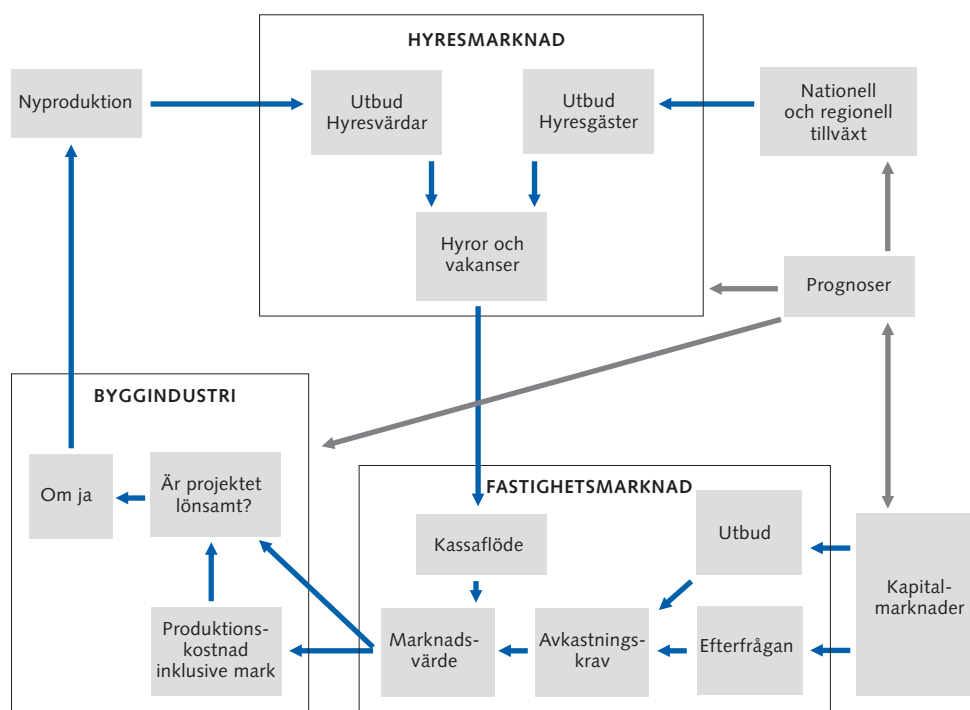 HYRESMARKNAD
Nyproduktion
Utbud
Hyresvärdar
Utbud
Hyresgäster
Nationell
och regionell
tillväxt
Hyror och
vakanser
Prognoser
BYGGINDUSTRI
Om ja
Är projektet
lönsamt?
Produktions-
kostnad
inklusive mark
FASTIGHETSMARKNAD
Kassaflöde
Utbud
Marknads-
värde
Avkastnings-
krav
Efterfrågan
Kapital-
marknader